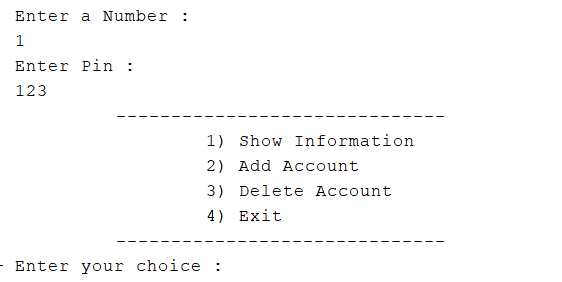 Enter a Number :
1
Enter Pin :
123
------------------------------
1) Show Information
2) Add Account
3) Delete Account
4) Exit
------------------------------
Enter your choice :